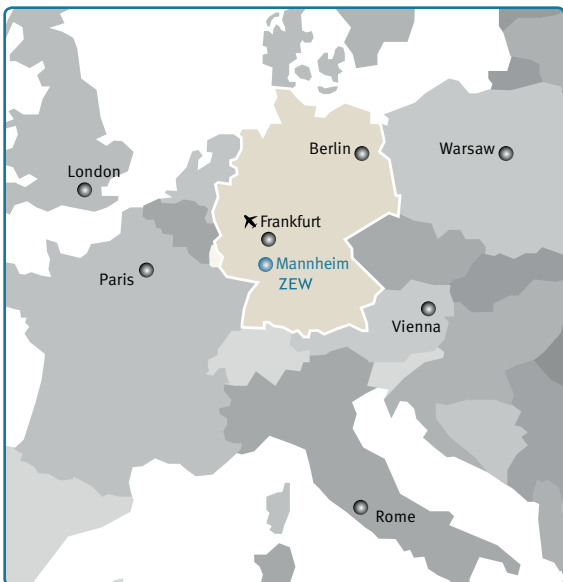 Berlin
Warsaw
London
Frankfurt
Mannheim
ZEW
Paris
Vienna
Rome